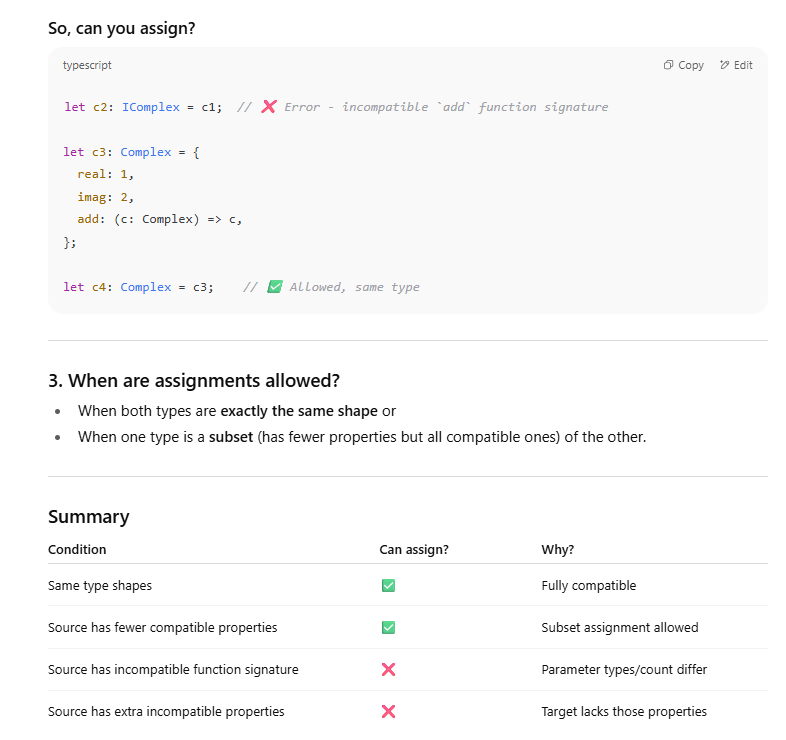 So, can you assign?
typescript
Copy
Edit
let c2: IComplex = c1;  // ❌ Error - incompatible `add` function signature
let c3: Complex = {
  real: 1,
  imag: 2,
  add: (c: Complex) => c,
};
let c4: Complex = c3;    // ✅ Allowed, same type
3. When are assignments allowed?
• When both types are exactly the same shape or
• When one type is a subset (has fewer properties but all compatible ones) of the other.
Summary
Condition Can assign? Why?
Same type shapes ✅ Fully compatible
Source has fewer compatible properties ✅ Subset assignment allowed
Source has incompatible function signature ❌ Parameter types/count differ
Source has extra incompatible properties ❌ Target lacks those properties